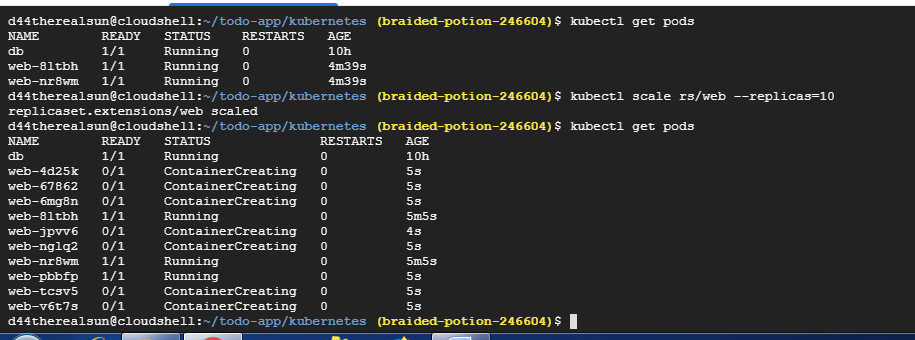 d44therealsun@cloudshell:~/todo-app/kubernetes (braided-potion-246604)$ kubectl get pods
NAME READY STATUS RESTARTS AGE
db 1/1 Running 0 10h
web-8ltbh 1/1 Running 0 4m39s
web-nr8wm 1/1 Running 0 4m39s
d44therealsun@cloudshell:~/todo-app/kubernetes (braided-potion-246604)$ kubectl scale rs/web --replicas=10
replicaset.extensions/web scaled
d44therealsun@cloudshell:~/todo-app/kubernetes (braided-potion-246604)$ kubectl get pods
NAME READY STATUS RESTARTS AGE
db 1/1 Running 0 10h
web-4d25k 0/1 ContainerCreating 0 5s
web-67862 0/1 ContainerCreating 0 5s
web-6mg8n 0/1 ContainerCreating 0 5s
web-8ltbh 1/1 Running 0 5m5s
web-jpvv6 0/1 ContainerCreating 0 4s
web-nglq2 0/1 ContainerCreating 0 5s
web-nr8wm 1/1 Running 0 5m5s
web-pbbfp 1/1 Running 0 5s
web-tcsv5 0/1 ContainerCreating 0 5s
web-v6t7s 0/1 ContainerCreating 0 5s
d44therealsun@cloudshell:~/todo-app/kubernetes (braided-potion-246604)$